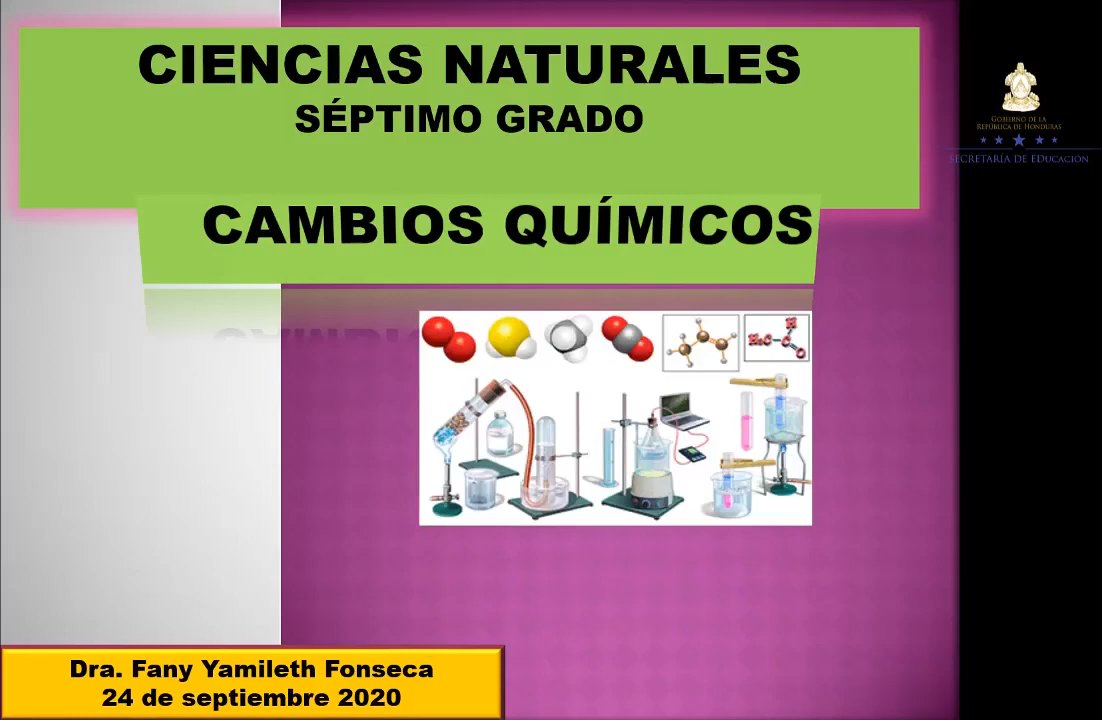 CIENCIAS NATURALES
SÉPTIMO GRADO
CAMBIOS QUÍMICOS
GOBIERNO DE LA
REPÚBLICA DE HONDURAS
SECRETARÍA DE EDUCACIÓN
H
H₃C C
O
Dra. Fany Yamileth Fonseca
24 de septiembre 2020